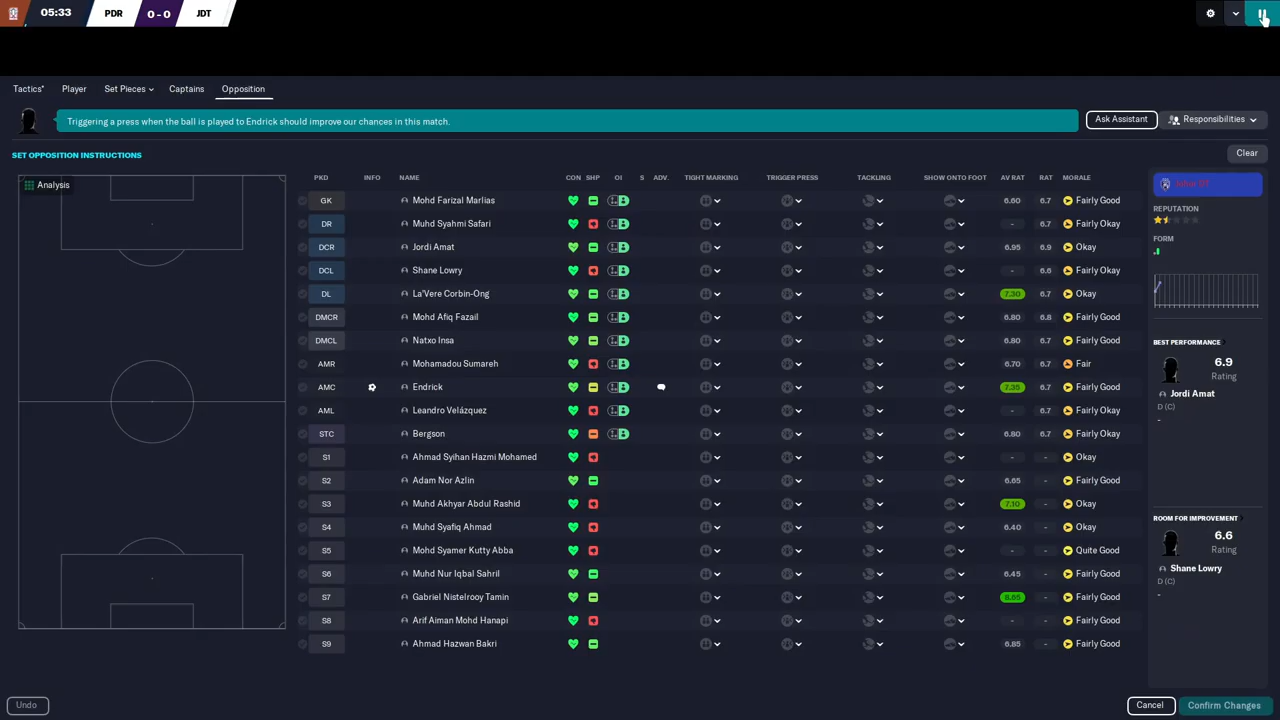 05:33 PDR 0 - 0 JDT
Tactics* Player Set Pieces Captains Opposition
Triggering a press when the ball is played to Endrick should improve our chances in this match. Ask Assistant Responsibilities
SET OPPOSITION INSTRUCTIONS Clear
Analysis
PKD INFO NAME CON SHP OI S ADV. TIGHT MARKING TRIGGER PRESS TACKLING SHOW ONTO FOOT AV RAT RAT MORALE
GK Mohd Farizal Marlias 6.60 6.7 Fairly Good
DR Muhd Syahmi Safari - 6.9 Fairly Okay
DCR Jordi Amat 6.95 6.9 Okay
DCL Shane Lowry - 6.6 Fairly Okay
DL La'Vere Corbin-Ong 7.30 6.7 Okay
DMCR Mohd Afiq Fazail 6.80 6.8 Fairly Good
DMCL Natxo Insa 6.80 6.7 Fairly Good
AMR Mohamadou Sumareh 6.70 6.7 Fair
AMC Endrick 7.35 6.7 Fairly Good
AML Leandro Velázquez - 6.7 Fairly Okay
STC Bergson 6.80 6.7 Fairly Okay
S1 Ahmad Syihan Hazmi Mohamed - - Okay
S2 Adam Nor Azlin 6.65 - Fairly Good
S3 Muhd Akhyar Abdul Rashid 7.10 - Okay
S4 Muhd Syafiq Ahmad 6.40 - Okay
S5 Mohd Syamer Kutty Abba - - Quite Good
S6 Muhd Nur Iqbal Sahril 6.45 - Fairly Good
S7 Gabriel Nistelrooy Tamin 8.65 - Fairly Good
S8 Arif Aiman Mohd Hanapi - - Fairly Good
S9 Ahmad Hazwan Bakri 6.85 - Fairly Good
Johor DT
REPUTATION
FORM
BEST PERFORMANCE
6.9
Rating
Jordi Amat
D (C)
-
ROOM FOR IMPROVEMENT
6.6
Rating
Shane Lowry
D (C)
-
Undo Cancel Confirm Changes